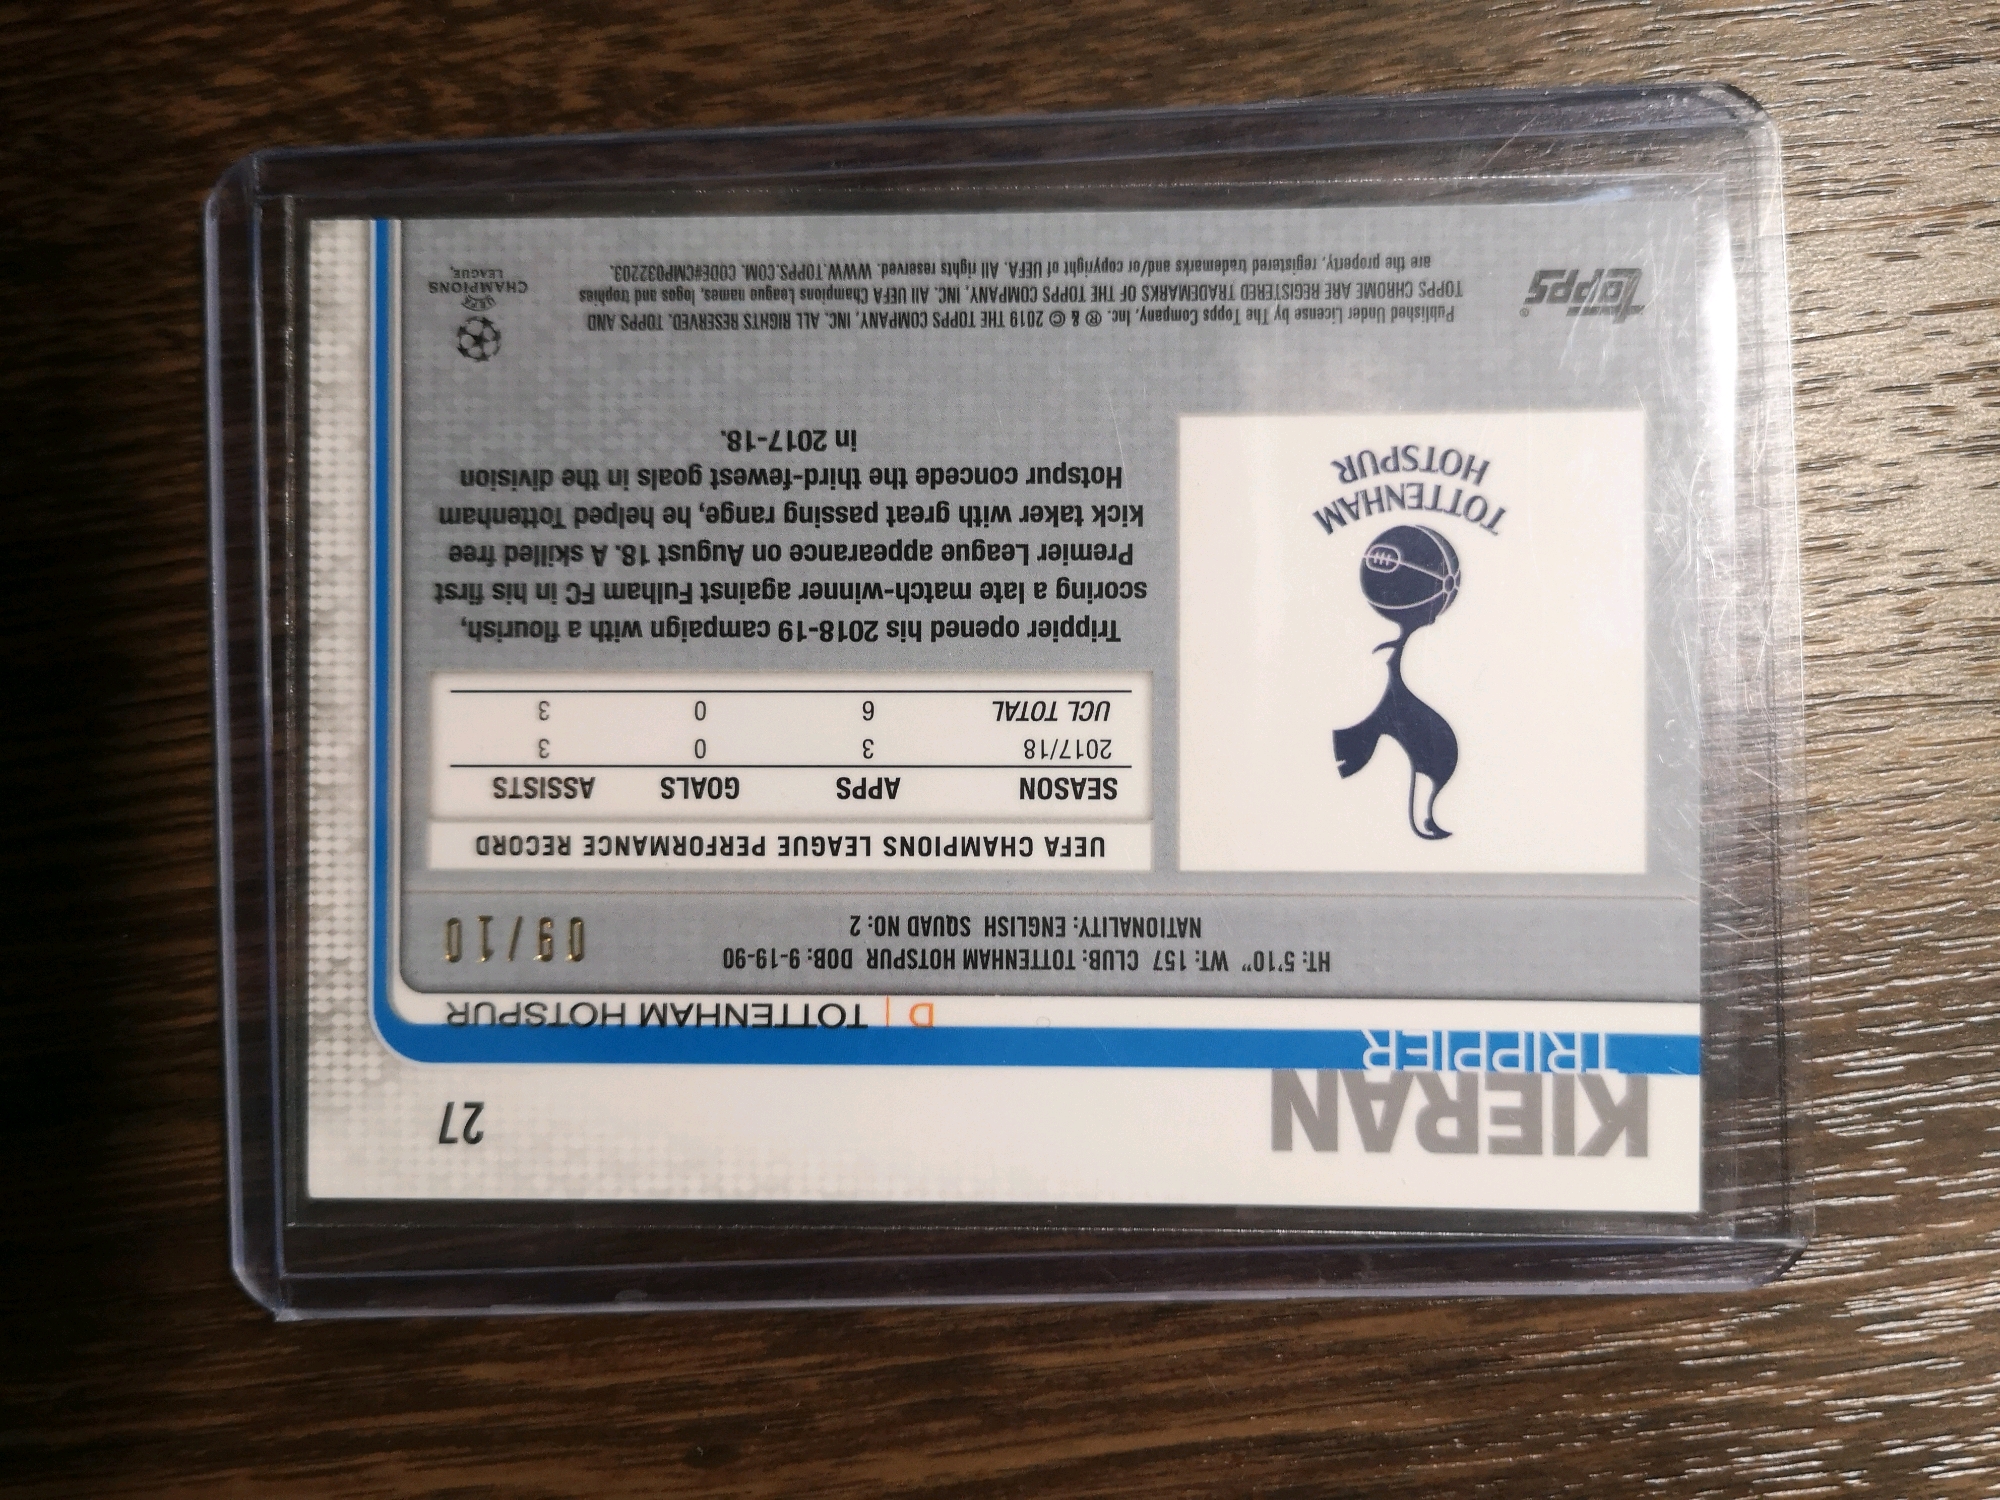 27
KIERAN
TRIPPIER
D | TOTTENHAM HOTSPUR
HT: 5'10" WT: 157 CLUB: TOTTENHAM HOTSPUR DOB: 9-19-90
NATIONALITY: ENGLISH SQUAD NO: 2
09/10
TOTTENHAM
HOTSPUR
UEFA CHAMPIONS LEAGUE PERFORMANCE RECORD
SEASON APPS GOALS ASSISTS
2017/18 3 0 3
UCL TOTAL 6 0 3
Trippier opened his 2018-19 campaign with a flourish,
scoring a late match-winner against Fulham FC in his first
Premier League appearance on August 18. A skilled free
kick taker with great passing range, he helped Tottenham
Hotspur concede the third-fewest goals in the division
in 2017-18.
Topps®
Published Under License by The Topps Company, Inc. ® & © 2019 THE TOPPS COMPANY, INC. ALL RIGHTS RESERVED. TOPPS AND
TOPPS CHROME ARE REGISTERED TRADEMARKS OF THE TOPPS COMPANY, INC. All UEFA Champions League names, logos and trophies
are the property, registered trademarks and/or copyright of UEFA. All rights reserved. WWW.TOPPS.COM. CODE#CMP032203.
UEFA
CHAMPIONS
LEAGUE.